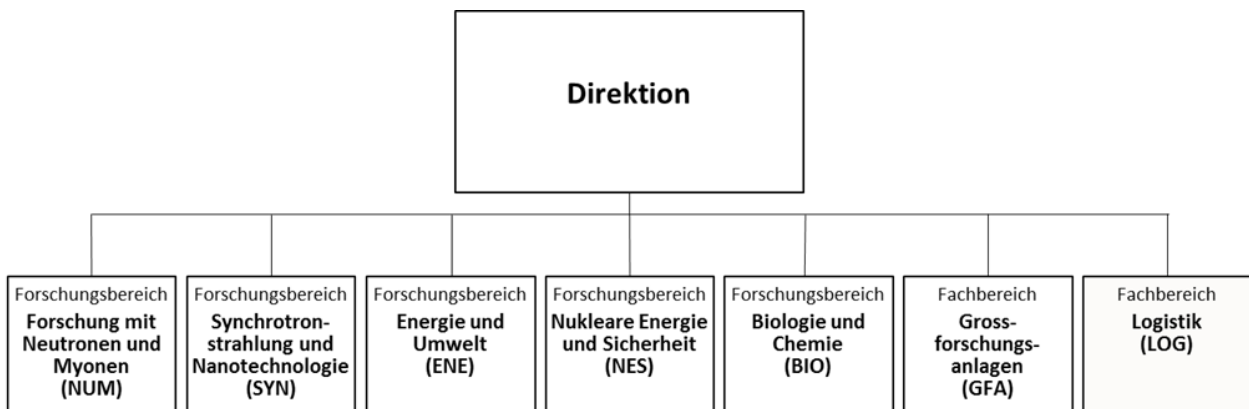 Direktion
Forschungsbereich
Forschung mit
Neutronen und
Myonen
(NUM)
Forschungsbereich
Synchrotron-
strahlung und
Nanotechnologie
(SYN)
Forschungsbereich
Energie und
Umwelt
(ENE)
Forschungsbereich
Nukleare Energie
und Sicherheit
(NES)
Forschungsbereich
Biologie und
Chemie
(BIO)
Fachbereich
Gross-
forschungs-
anlagen
(GFA)
Fachbereich
Logistik
(LOG)